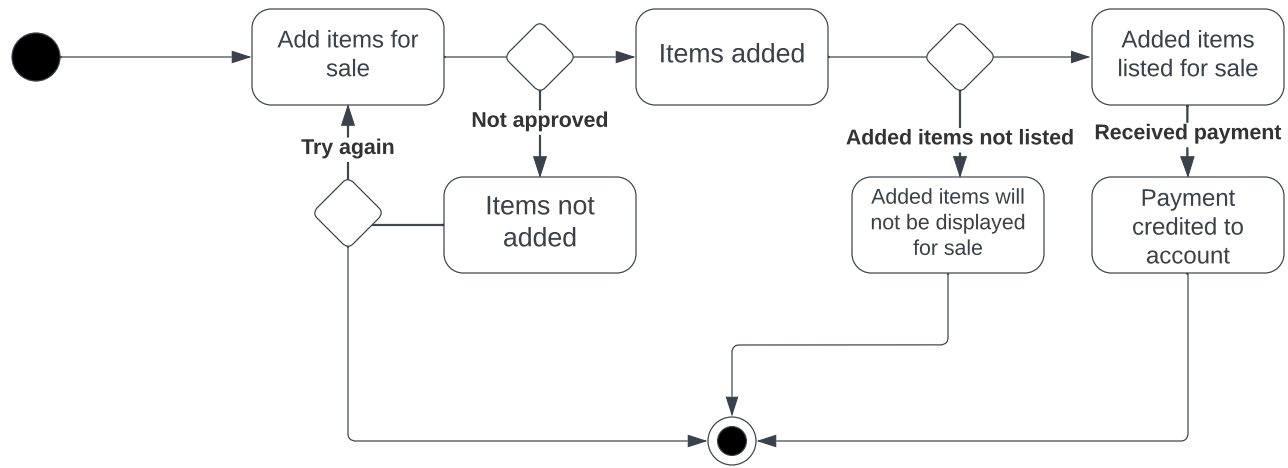 Add items for
sale
Items added
Added items
listed for sale
Not approved
Added items not listed
Received payment
Try again
Items not
added
Added items will
not be displayed
for sale
Payment
credited to
account